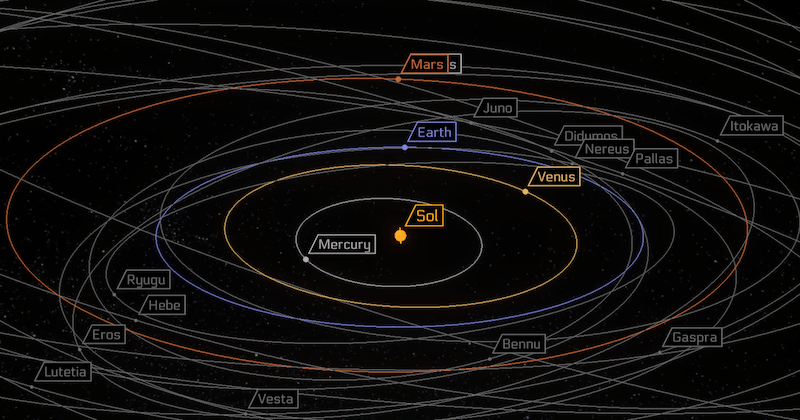 Mars
s
Juno
Itokawa
Earth
Didymos
Nereus
Pallas
Venus
Sol
Mercury
Ryugu
Hebe
Eros
Bennu
Gaspra
Lutetia
Vesta